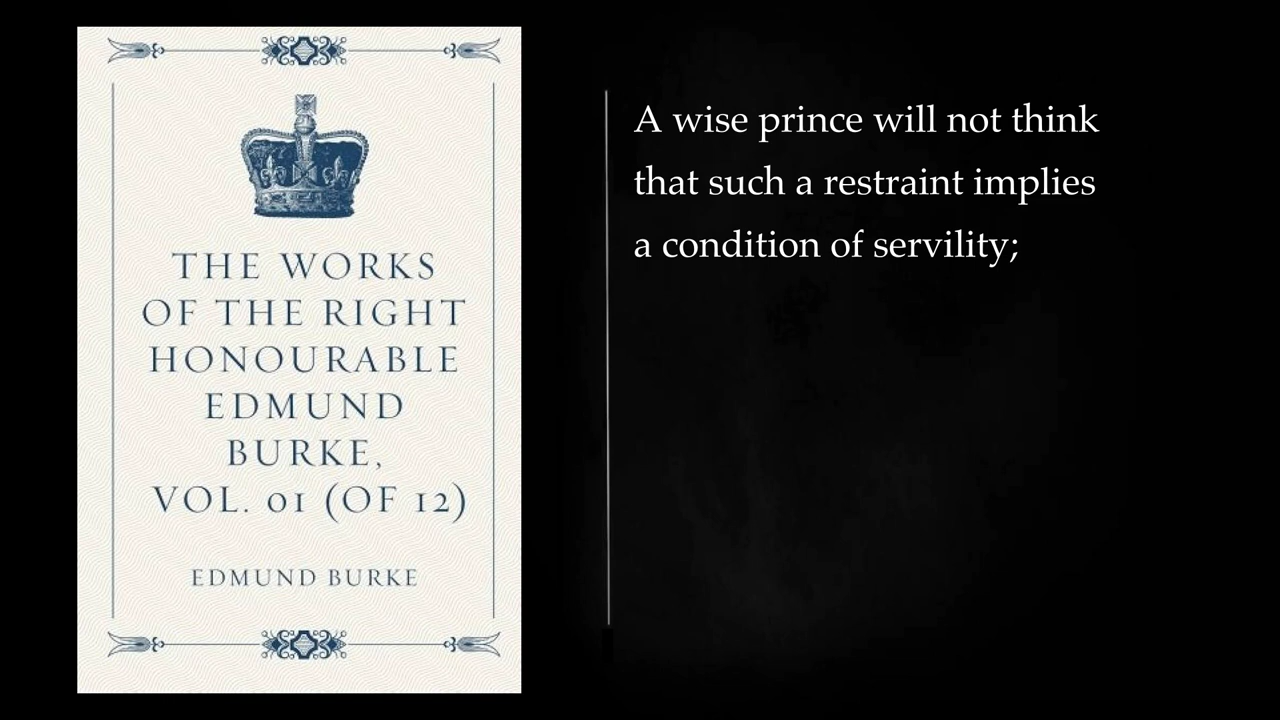 THE WORKS
OF THE RIGHT
HONOURABLE
EDMUND
BURKE,
VOL. 01 (OF 12)
EDMUND BURKE
A wise prince will not think
that such a restraint implies
a condition of servility;